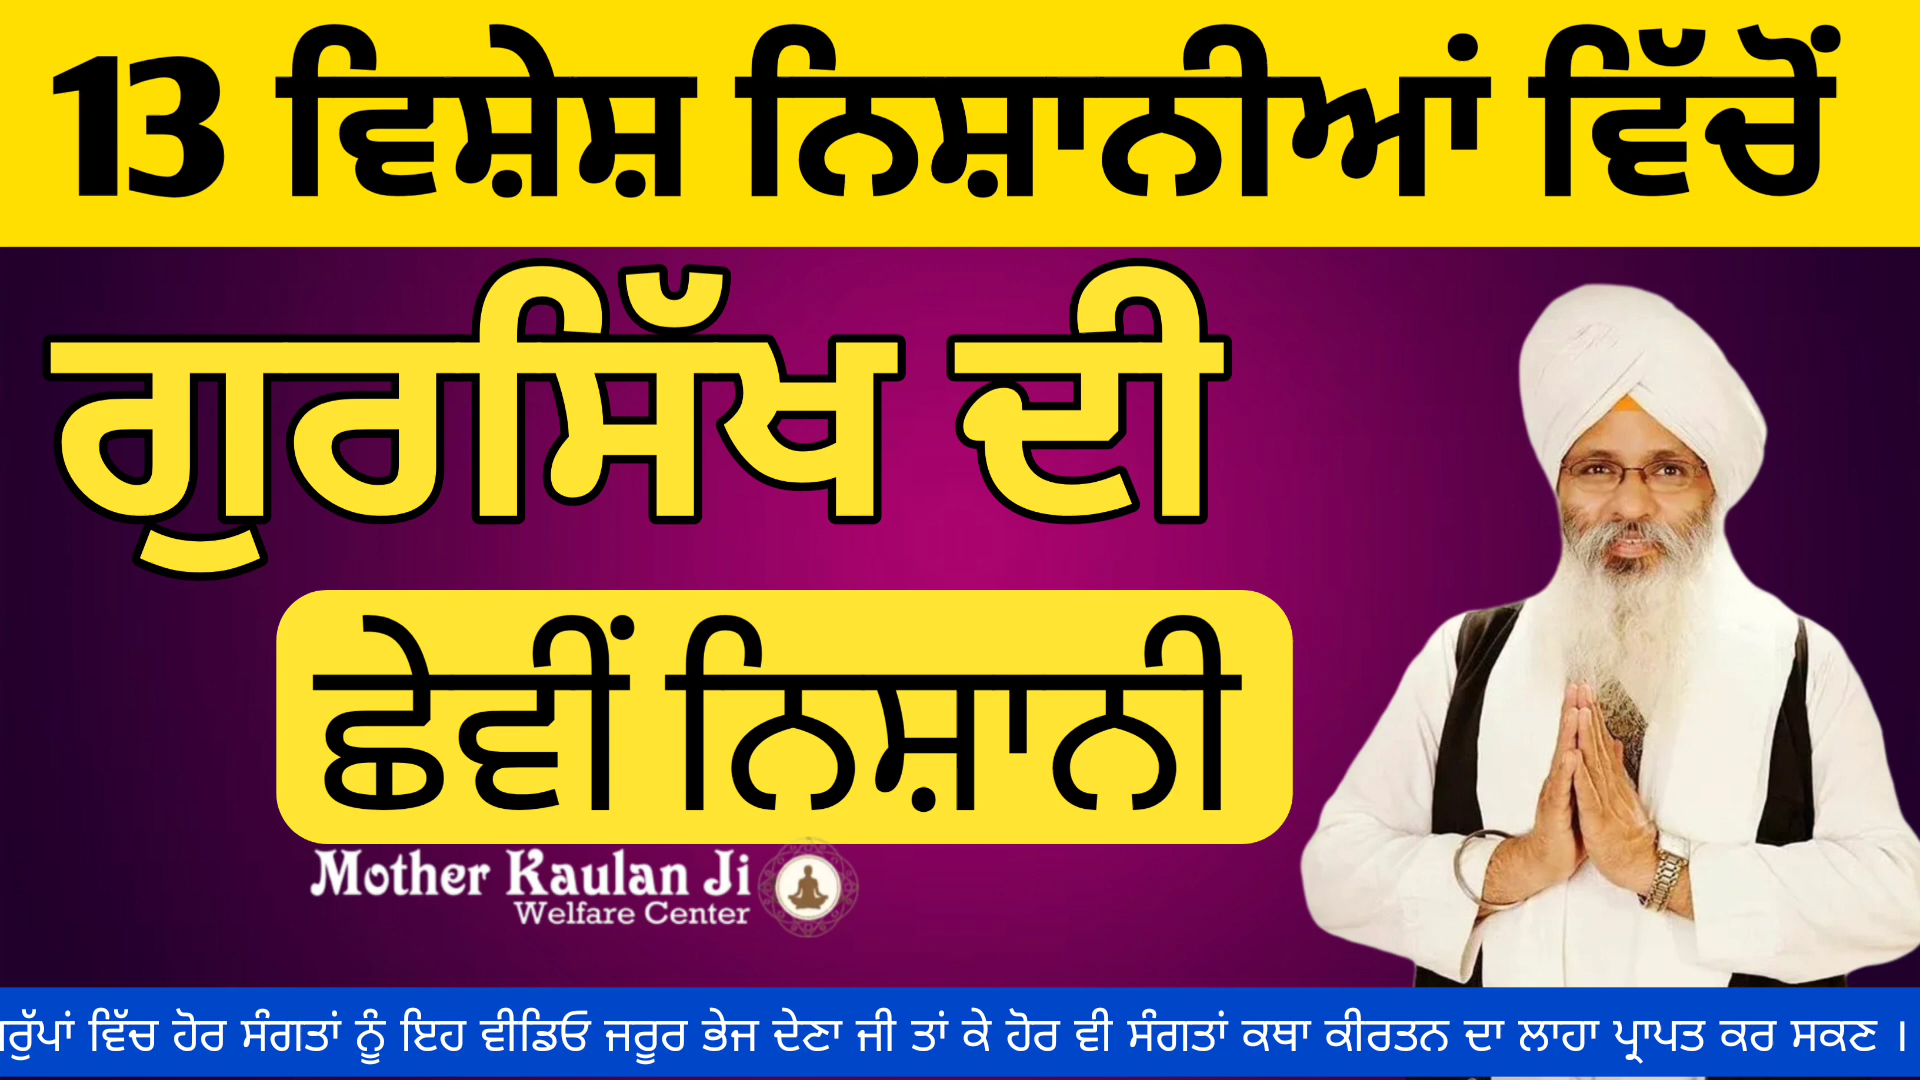 13 ਵਿਸ਼ੇਸ਼ ਨਿਸ਼ਾਨੀਆਂ ਵਿੱਚੋਂ
ਗੁਰਸਿੱਖ ਦੀ
ਛੇਵੀਂ ਨਿਸ਼ਾਨੀ
Mother Kaulan Ji
Welfare Center
ਵਿੱਚ ਹੋਰ ਸੰਗਤਾਂ ਨੂੰ ਇਹ ਵੀਡਿਓ ਜਰੂਰ ਭੇਜ ਦੇਣਾ ਜੀ ਤਾਂ ਕੇ ਹੋਰ ਵੀ ਸੰਗਤਾਂ ਕਥਾ ਕੀਰਤਨ ਦਾ ਲਾਹਾ ਪ੍ਰਾਪਤ ਕਰ ਸਕਣ ।